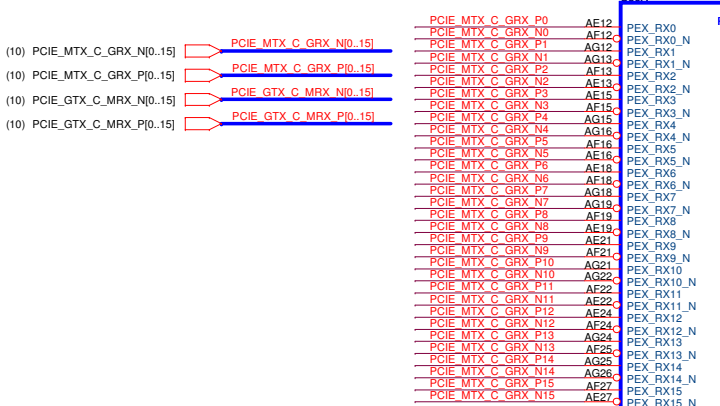 (10) PCIE_MTX_C_GRX_N[0..15] PCIE_MTX_C_GRX_N[0..15]
(10) PCIE_MTX_C_GRX_P[0..15] PCIE_MTX_C_GRX_P[0..15]
(10) PCIE_GTX_C_MRX_N[0..15] PCIE_GTX_C_MRX_N[0..15]
(10) PCIE_GTX_C_MRX_P[0..15] PCIE_GTX_C_MRX_P[0..15]
PCIE_MTX_C_GRX_P0 AE12 PEX_RX0
PCIE_MTX_C_GRX_N0 AF12 PEX_RX0_N
PCIE_MTX_C_GRX_P1 AG12 PEX_RX1
PCIE_MTX_C_GRX_N1 AG13 PEX_RX1_N
PCIE_MTX_C_GRX_P2 AF13 PEX_RX2
PCIE_MTX_C_GRX_N2 AE13 PEX_RX2_N
PCIE_MTX_C_GRX_P3 AE15 PEX_RX3
PCIE_MTX_C_GRX_N3 AF15 PEX_RX3_N
PCIE_MTX_C_GRX_P4 AG15 PEX_RX4
PCIE_MTX_C_GRX_N4 AG16 PEX_RX4_N
PCIE_MTX_C_GRX_P5 AF16 PEX_RX5
PCIE_MTX_C_GRX_N5 AE16 PEX_RX5_N
PCIE_MTX_C_GRX_P6 AE18 PEX_RX6
PCIE_MTX_C_GRX_N6 AF18 PEX_RX6_N
PCIE_MTX_C_GRX_P7 AG18 PEX_RX7
PCIE_MTX_C_GRX_N7 AG19 PEX_RX7_N
PCIE_MTX_C_GRX_P8 AF19 PEX_RX8
PCIE_MTX_C_GRX_N8 AE19 PEX_RX8_N
PCIE_MTX_C_GRX_P9 AE21 PEX_RX9
PCIE_MTX_C_GRX_N9 AF21 PEX_RX9_N
PCIE_MTX_C_GRX_P10 AG21 PEX_RX10
PCIE_MTX_C_GRX_N10 AG22 PEX_RX10_N
PCIE_MTX_C_GRX_P11 AF22 PEX_RX11
PCIE_MTX_C_GRX_N11 AE22 PEX_RX11_N
PCIE_MTX_C_GRX_P12 AE24 PEX_RX12
PCIE_MTX_C_GRX_N12 AF24 PEX_RX12_N
PCIE_MTX_C_GRX_P13 AG24 PEX_RX13
PCIE_MTX_C_GRX_N13 AF25 PEX_RX13_N
PCIE_MTX_C_GRX_P14 AG25 PEX_RX14
PCIE_MTX_C_GRX_N14 AG26 PEX_RX14_N
PCIE_MTX_C_GRX_P15 AF27 PEX_RX15
PCIE_MTX_C_GRX_N15 AE27 PEX_RX15_N